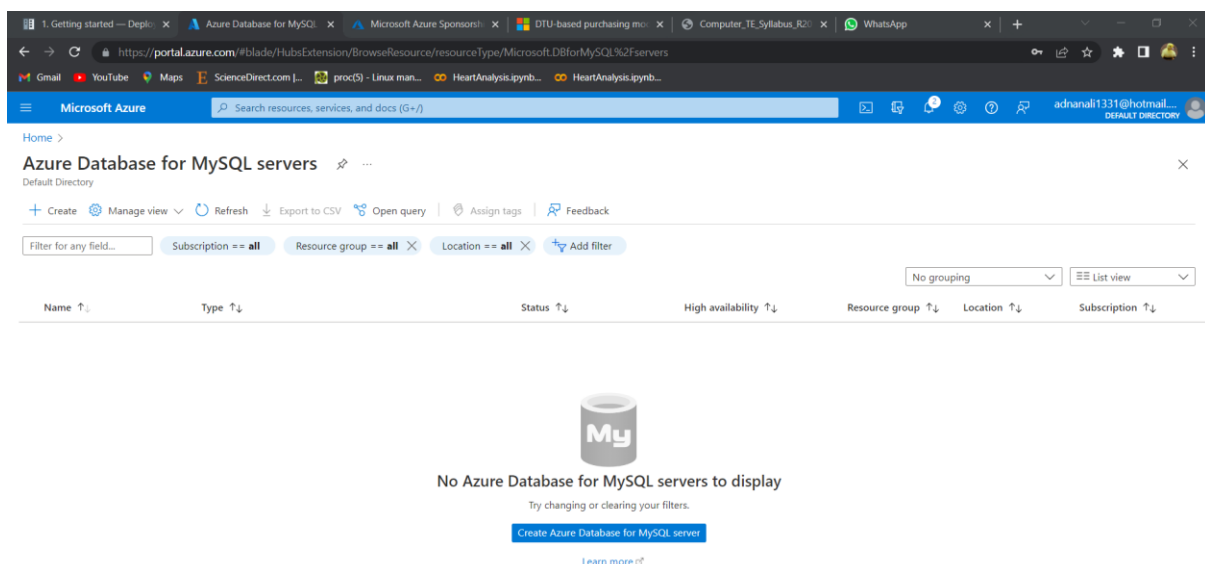 1. Getting started — Deplo
Azure Database for MySQL
Microsoft Azure Sponsorsh
DTU-based purchasing mo
Computer_TE_Syllabus_R20
WhatsApp
https://portal.azure.com/#blade/HubsExtension/BrowseResource/resourceType/Microsoft.DBforMySQL%2Fservers
Gmail YouTube Maps ScienceDirect.com |... proc(5) - Linux man... HeartAnalysis.ipynb... HeartAnalysis.ipynb...
Microsoft Azure
Search resources, services, and docs (G+/)
2
adnanali1331@hotmail....
DEFAULT DIRECTORY
Home >
Azure Database for MySQL servers ...
Default Directory
+ Create Manage view Refresh Export to CSV Open query Assign tags Feedback
Filter for any field... Subscription == all Resource group == all Location == all Add filter
No grouping List view
Name Type Status High availability Resource group Location Subscription
My
No Azure Database for MySQL servers to display
Try changing or clearing your filters.
Create Azure Database for MySQL server
Learn more